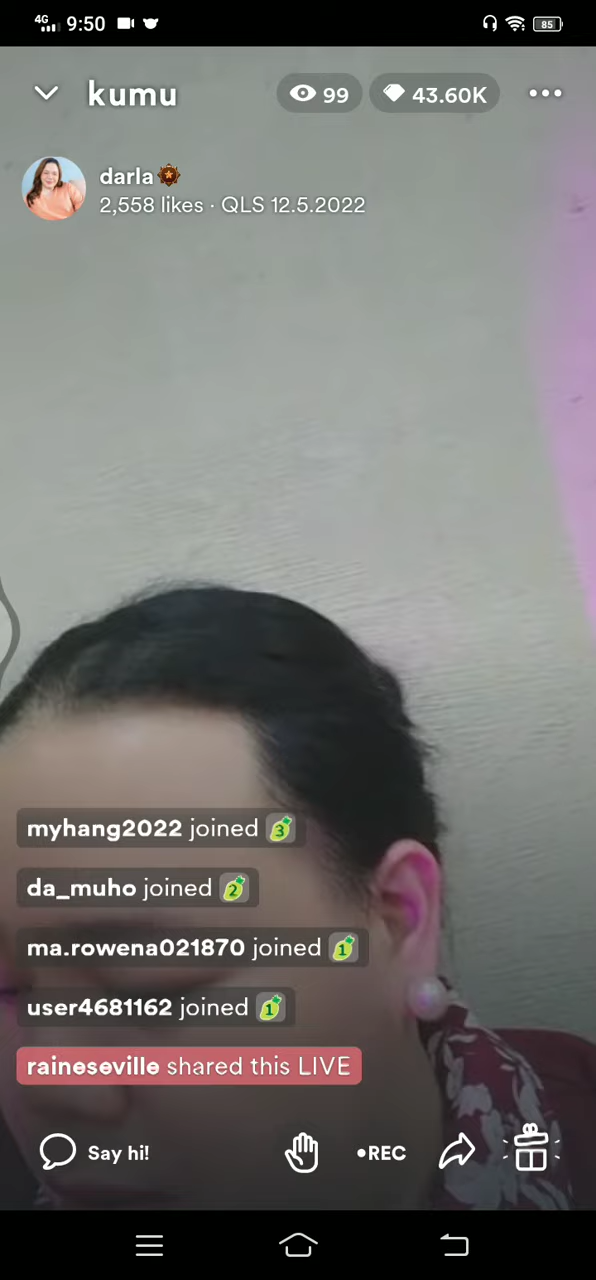 4G 9:50 85
kumu 99 43.60K
darla
2,558 likes · QLS 12.5.2022
myhang2022 joined 3
da_muho joined 2
ma.rowena021870 joined 1
user4681162 joined 1
raineseville shared this LIVE
Say hi! •REC